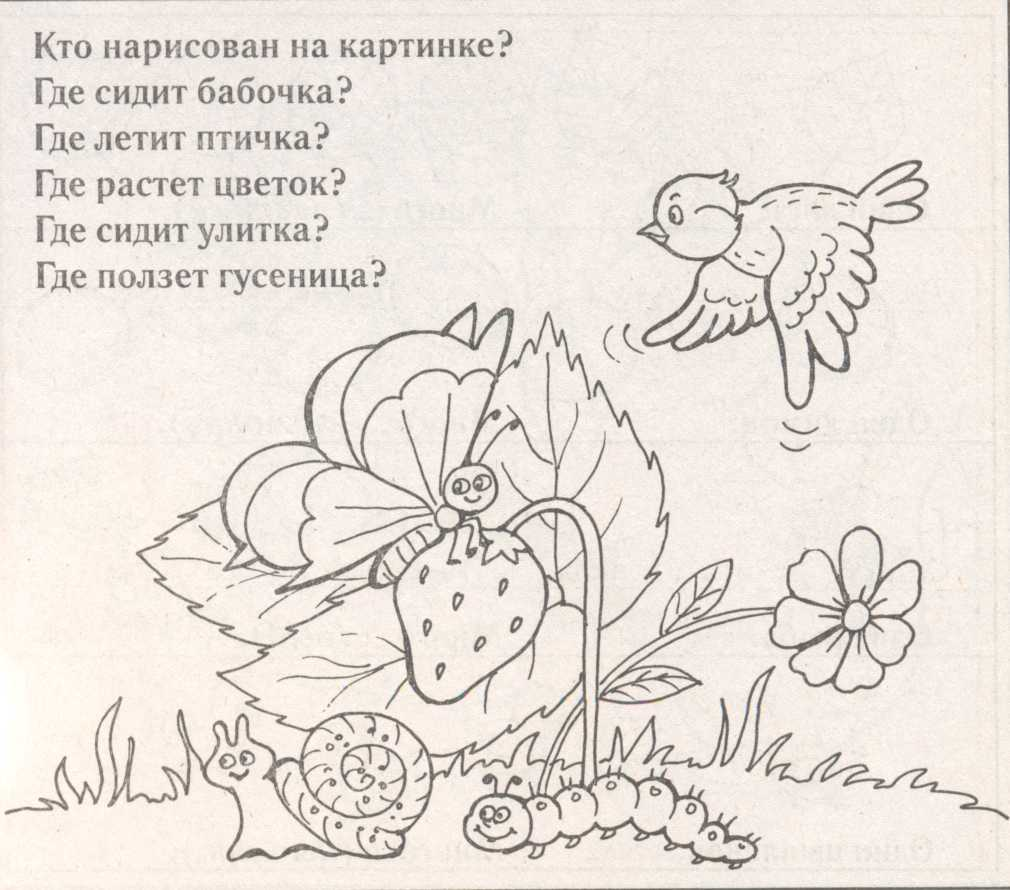 Кто нарисован на картинке?
Где сидит бабочка?
Где летит птичка?
Где растет цветок?
Где сидит улитка?
Где ползет гусеница?